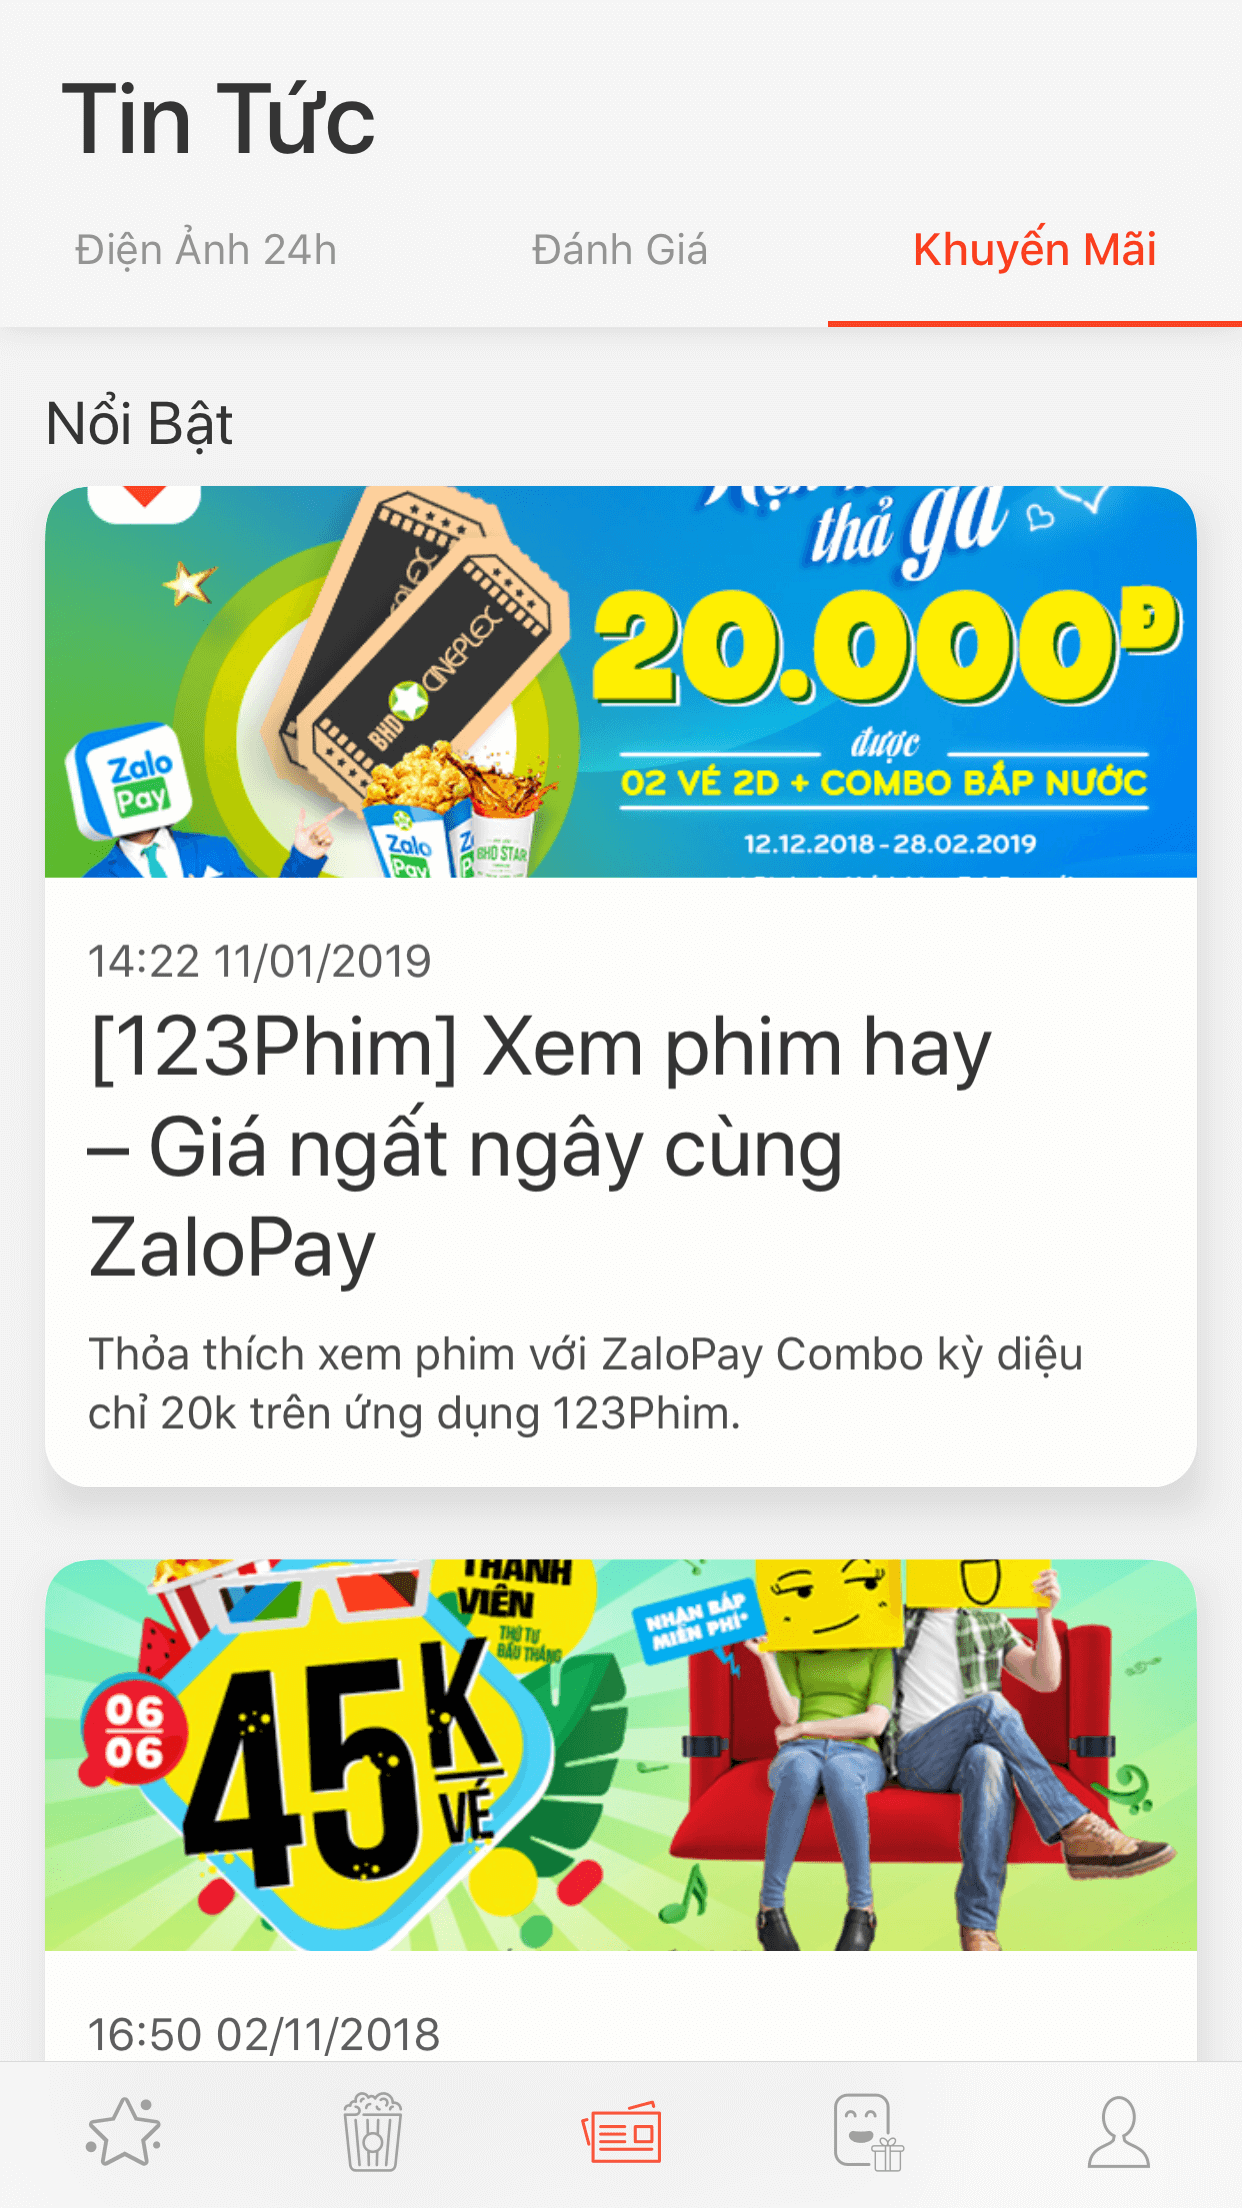 Tin Tức
Điện Ảnh 24h
Đánh Giá
Khuyến Mãi
Nổi Bật
thả ga
20.000Đ
được
02 VÉ 2D + COMBO BẮP NƯỚC
12.12.2018 - 28.02.2019
CINEPLEX
BHD CINEPLEX
Zalo
Pay
Zalo
Pay
BHD STAR
14:22 11/01/2019
[123Phim] Xem phim hay
– Giá ngất ngây cùng
ZaloPay
Thỏa thích xem phim với ZaloPay Combo kỳ diệu
chỉ 20k trên ứng dụng 123Phim.
THÀNH
VIÊN
THỨ TƯ
ĐẦU THÁNG
NHẬN BẮP
MIỄN PHÍ*
06
06
45K
VÉ
16:50 02/11/2018